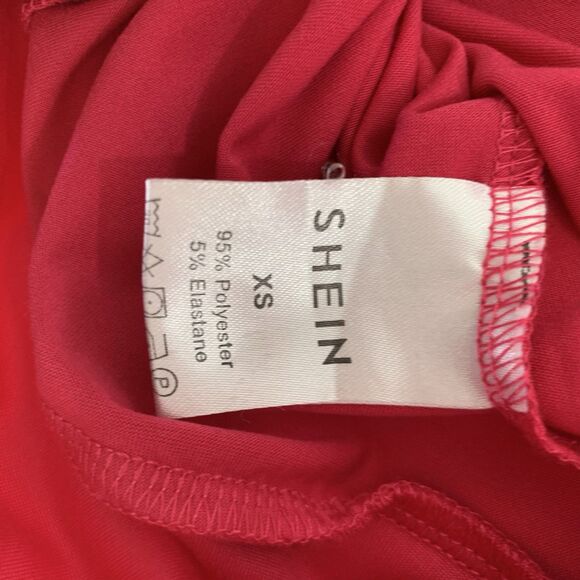 SHEIN
XS
95% Polyester
5% Elastane
P